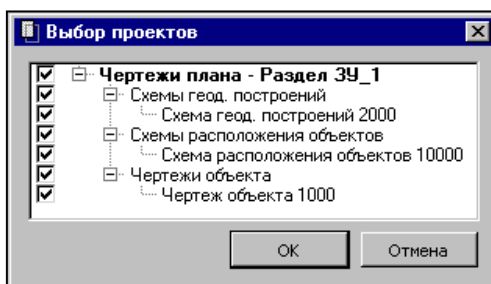 Выбор проектов
Чертежи плана - Раздел ЗУ_1
Схемы геод. построений
Схема геод. построений 2000
Схемы расположения объектов
Схема расположения объектов 10000
Чертежи объекта
Чертеж объекта 1000
OK
Отмена